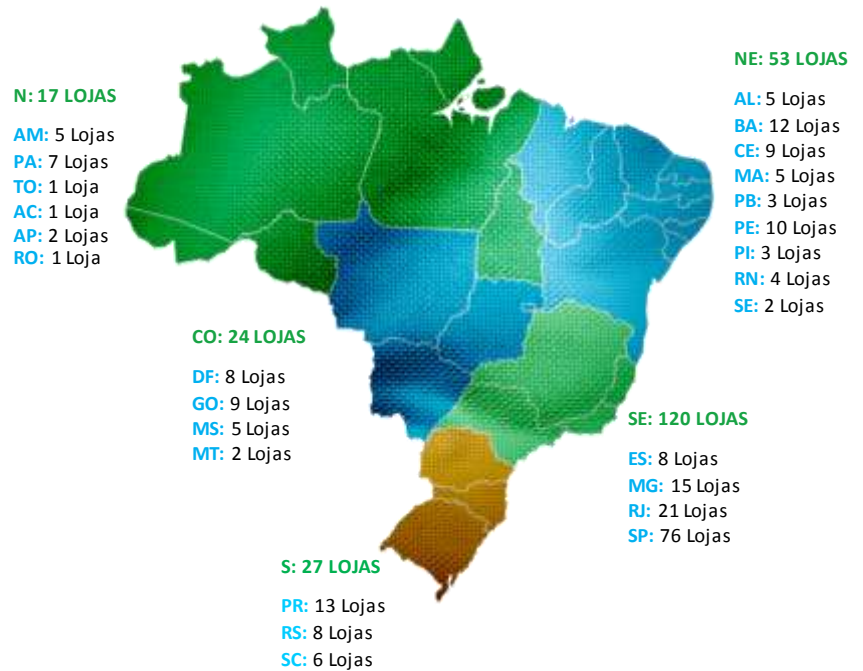 N: 17 LOJAS
AM: 5 Lojas
PA: 7 Lojas
TO: 1 Loja
AC: 1 Loja
AP: 2 Lojas
RO: 1 Loja
NE: 53 LOJAS
AL: 5 Lojas
BA: 12 Lojas
CE: 9 Lojas
MA: 5 Lojas
PB: 3 Lojas
PE: 10 Lojas
PI: 3 Lojas
RN: 4 Lojas
SE: 2 Lojas
CO: 24 LOJAS
DF: 8 Lojas
GO: 9 Lojas
MS: 5 Lojas
MT: 2 Lojas
SE: 120 LOJAS
ES: 8 Lojas
MG: 15 Lojas
RJ: 21 Lojas
SP: 76 Lojas
S: 27 LOJAS
PR: 13 Lojas
RS: 8 Lojas
SC: 6 Lojas